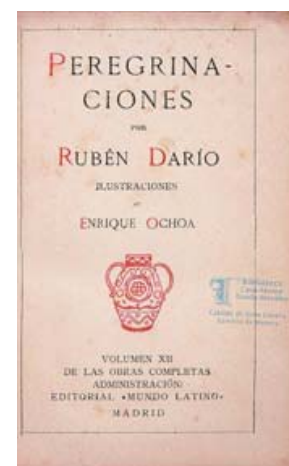 PEREGRINA-
CIONES
POR
RUBÉN DARÍO
ILUSTRACIONES
DE
ENRIQUE OCHOA
VOLUMEN XII
DE LAS OBRAS COMPLETAS
ADMINISTRACIÓN:
EDITORIAL «MUNDO LATINO»
MADRID
BIBLIOTECA